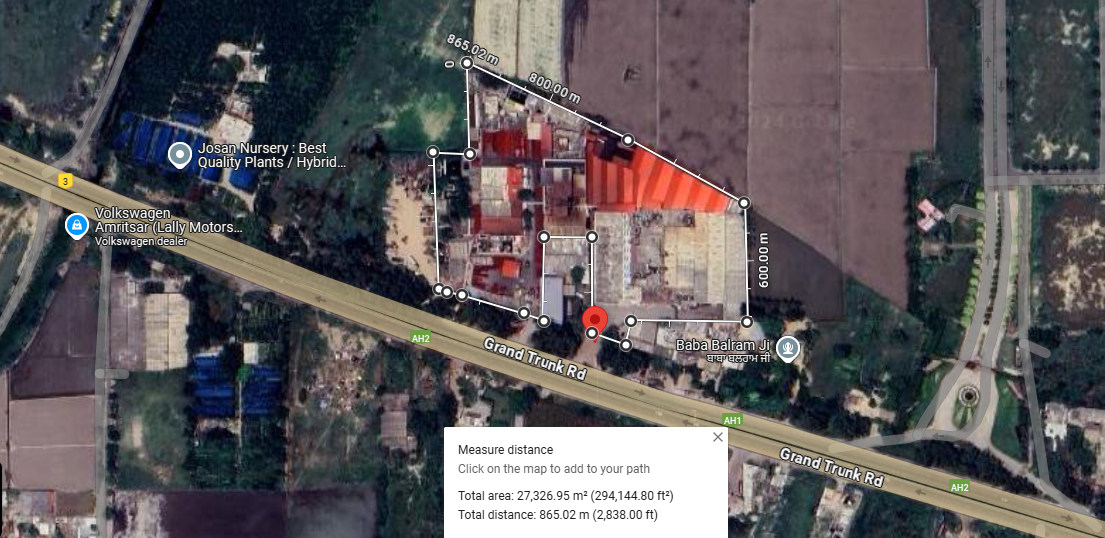 865.02 m
0
800.00 m
Josan Nursery : Best
Quality Plants / Hybrid...
3
Volkswagen
Amritsar (Lally Motors...
Volkswagen dealer
600.00 m
AH2
Grand Trunk Rd
Baba Balram Ji
ਬਾਬਾ ਬਲਰਾਮ ਜੀ
AH1
Grand Trunk Rd
AH2
Measure distance
Click on the map to add to your path
Total area: 27,326.95 m² (294,144.80 ft²)
Total distance: 865.02 m (2,838.00 ft)